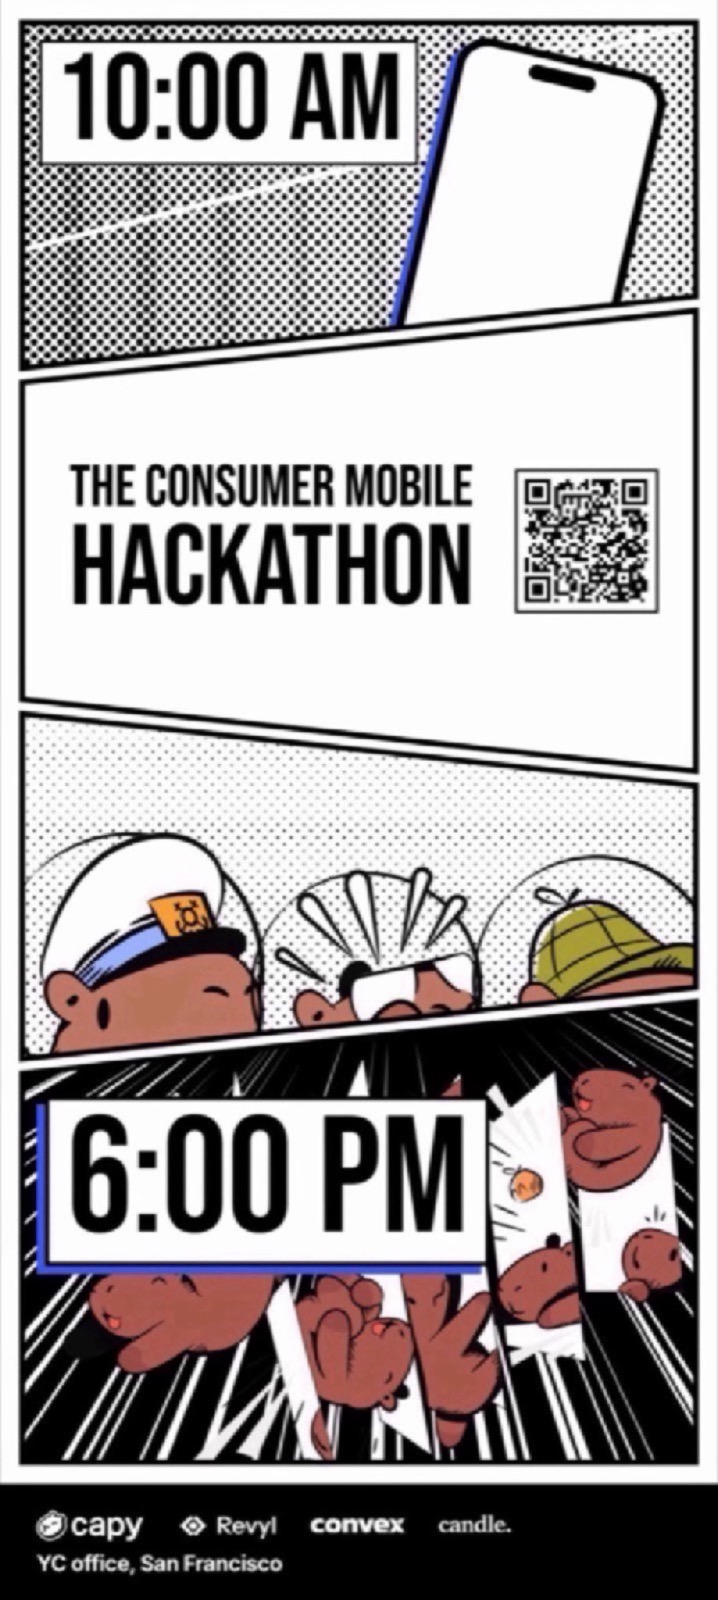 10:00 AM
THE CONSUMER MOBILE
HACKATHON
6:00 PM
capy Revyl convex candle.
YC office, San Francisco